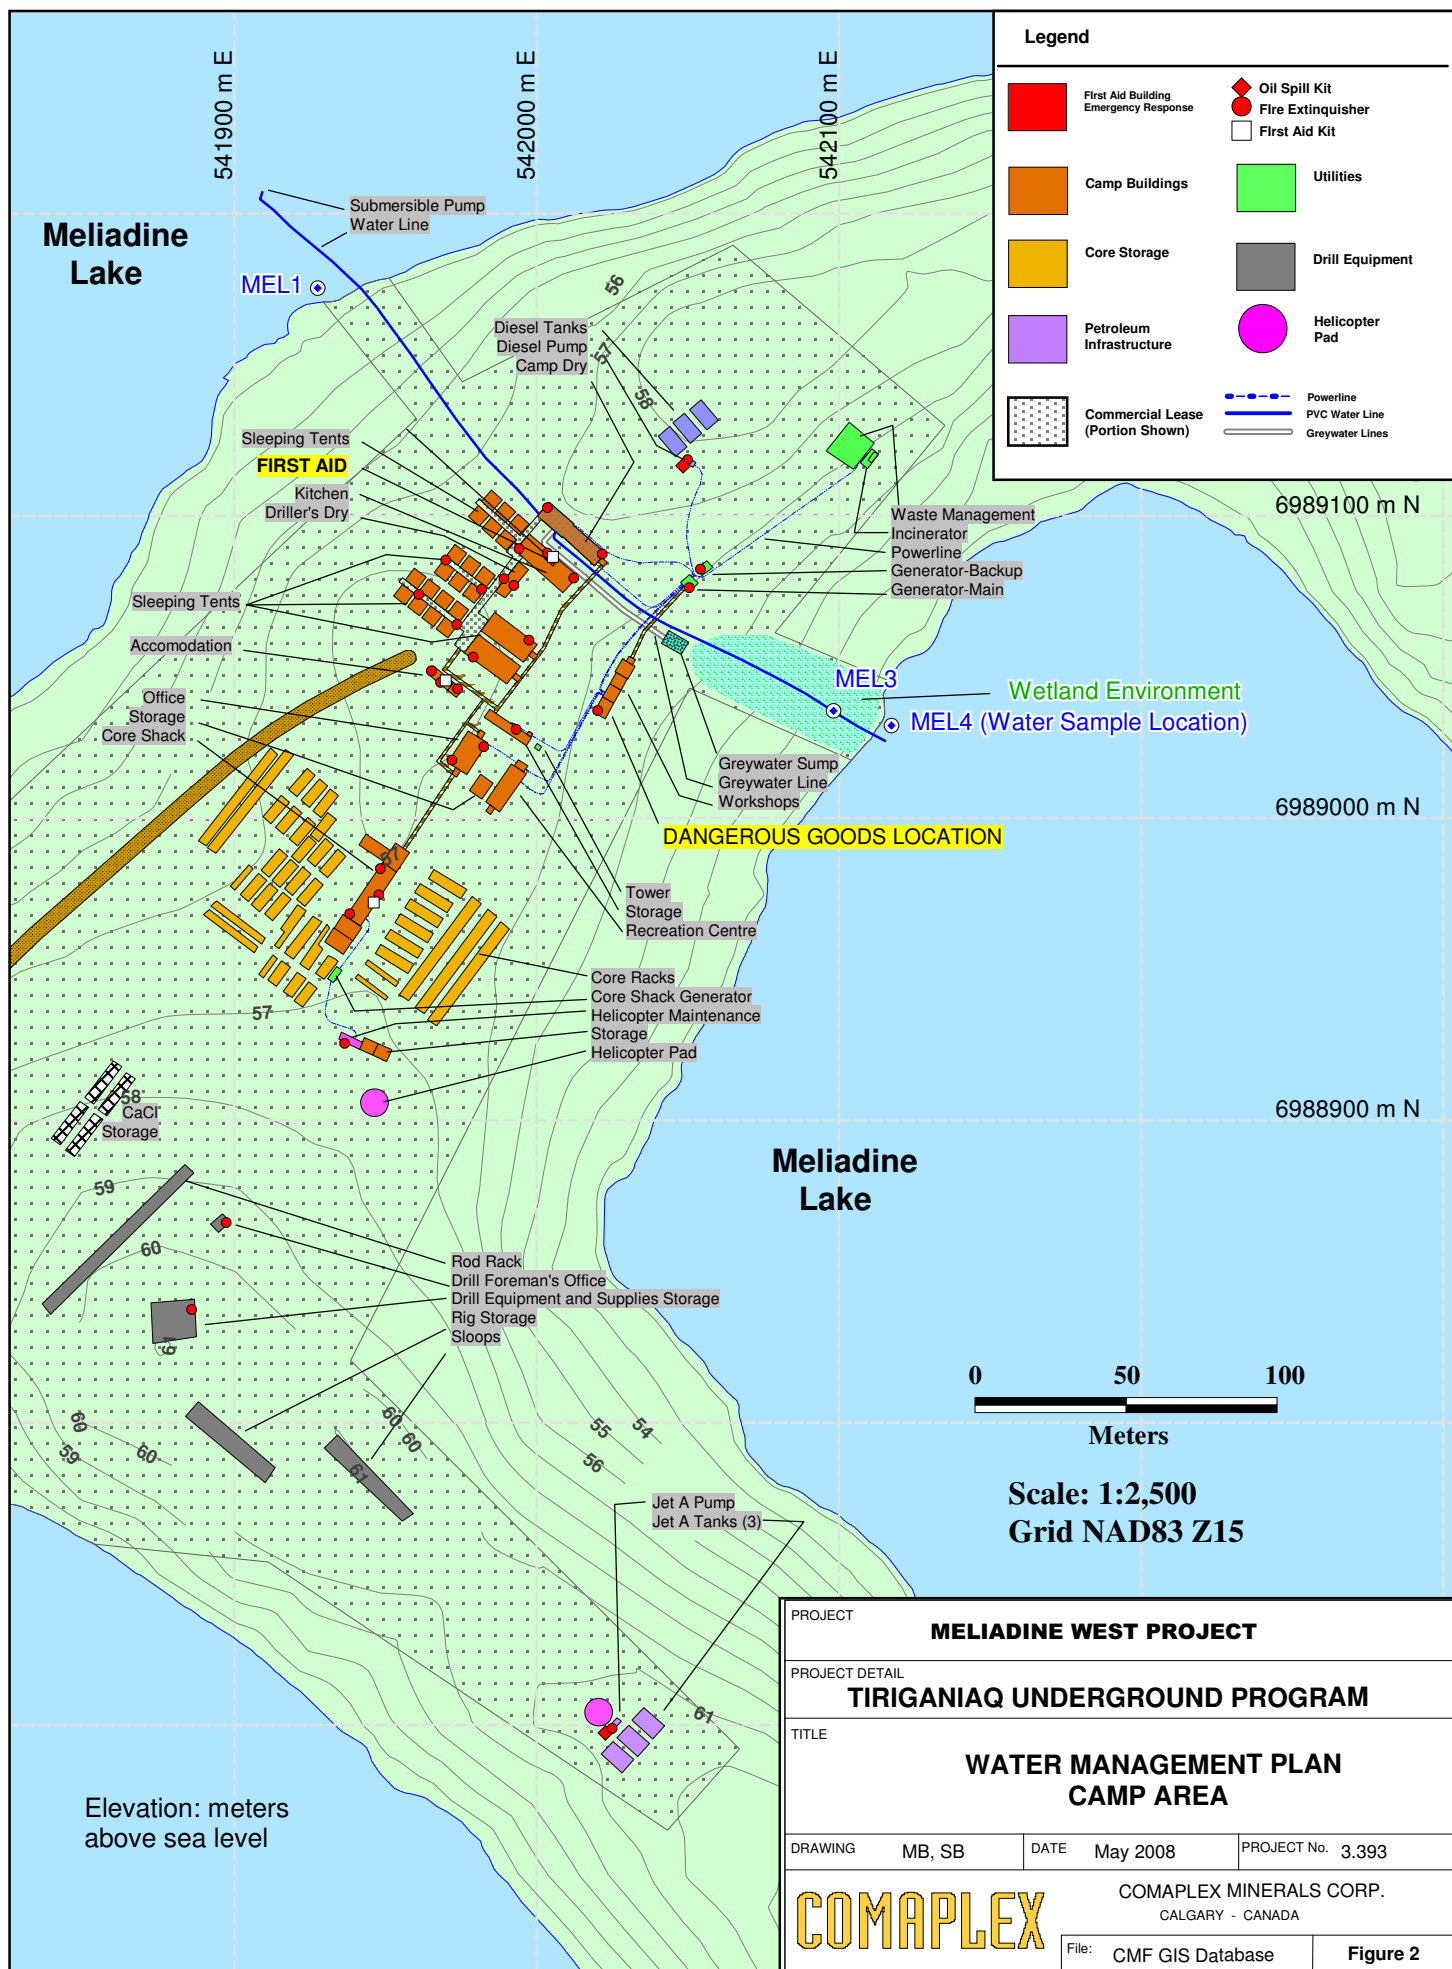 541900 m E
542000 m E
542100 m E
Legend
FIrst Aid Building
Emergency Response
Oil Spill Kit
FIre Extinquisher
FIrst Aid Kit
Camp Buildings
Utilities
Core Storage
Drill Equipment
Petroleum
Infrastructure
Helicopter
Pad
Commercial Lease
(Portion Shown)
Powerline
PVC Water Line
Greywater Lines
Submersible Pump
Water Line
Meliadine
Lake
MEL1
56
57
58
Diesel Tanks
Diesel Pump
Camp Dry
Sleeping Tents
FIRST AID
Kitchen
Driller's Dry
6989100 m N
Waste Management
Incinerator
Powerline
Generator-Backup
Generator-Main
Sleeping Tents
Accomodation
Office
Storage
Core Shack
MEL3
Wetland Environment
MEL4 (Water Sample Location)
Greywater Sump
Greywater Line
Workshops
6989000 m N
DANGEROUS GOODS LOCATION
57
Tower
Storage
Recreation Centre
Core Racks
Core Shack Generator
Helicopter Maintenance
Storage
Helicopter Pad
57
58
CaCl
Storage
6988900 m N
Meliadine
Lake
59
60
61
Rod Rack
Drill Foreman's Office
Drill Equipment and Supplies Storage
Rig Storage
Sloops
0 50 100
Meters
60
59
60
60
60
61
55
54
56
Scale: 1:2,500
Grid NAD83 Z15
Jet A Pump
Jet A Tanks (3)
61
Elevation: meters
above sea level
PROJECT
MELIADINE WEST PROJECT
PROJECT DETAIL
TIRIGANIAQ UNDERGROUND PROGRAM
TITLE
WATER MANAGEMENT PLAN
CAMP AREA
DRAWING MB, SB DATE May 2008 PROJECT No. 3.393
COMAPLEX
COMAPLEX MINERALS CORP.
CALGARY - CANADA
File: CMF GIS Database Figure 2